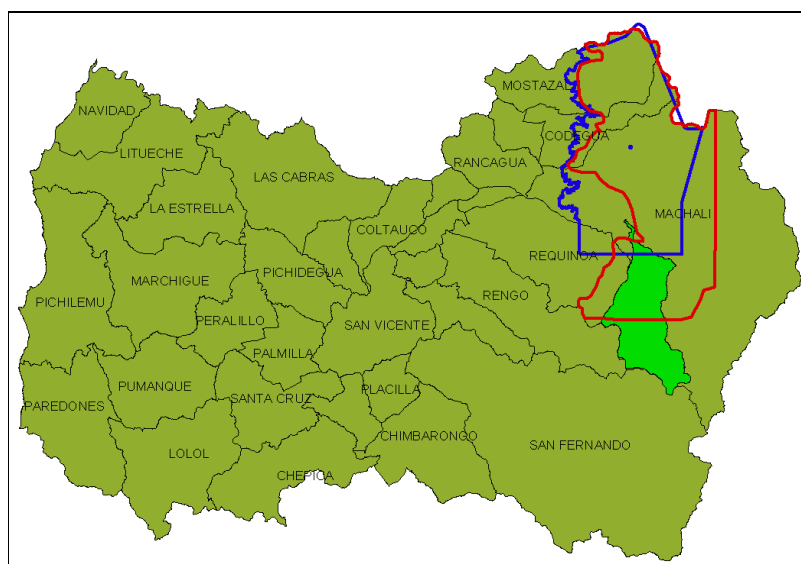 MOSTAZAL
NAVIDAD
CODEGUA
LITUECHE
RANCAGUA
LAS CABRAS
LA ESTRELLA
MACHALI
COLTAUCO
REQUINOA
PICHIDEGUA
MARCHIGUE
RENGO
PICHILEMU
PERALILLO
SAN VICENTE
PALMILLA
PUMANQUE
PLACILLA
SANTA CRUZ
PAREDONES
CHIMBARONGO
SAN FERNANDO
LOLOL
CHEPICA